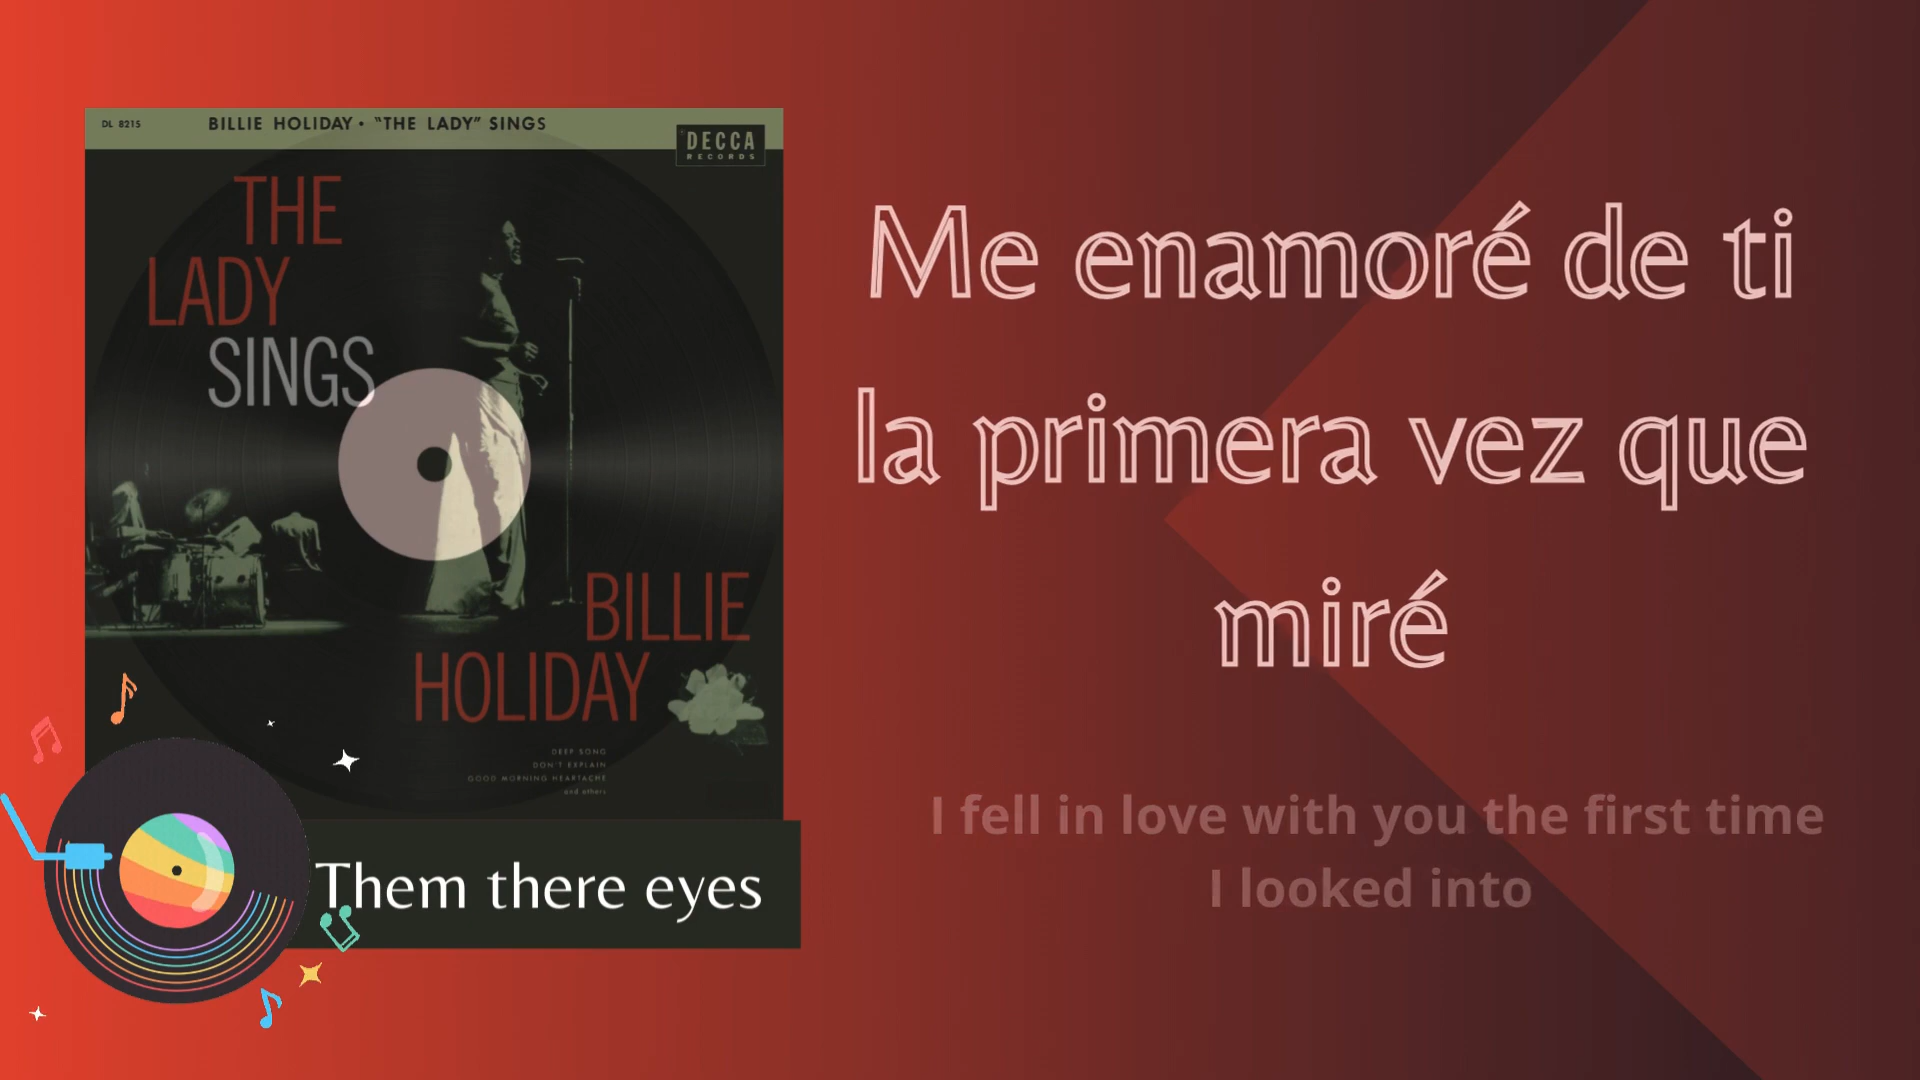 DL 8215
BILLIE HOLIDAY • "THE LADY" SINGS
DECCA
RECORDS
THE
LADY
SINGS
BILLIE
HOLIDAY
DEEP SONG
DON'T EXPLAIN
GOOD MORNING HEARTACHE
and others
Them there eyes
Me enamoré de ti
la primera vez que
miré
I fell in love with you the first time
I looked into